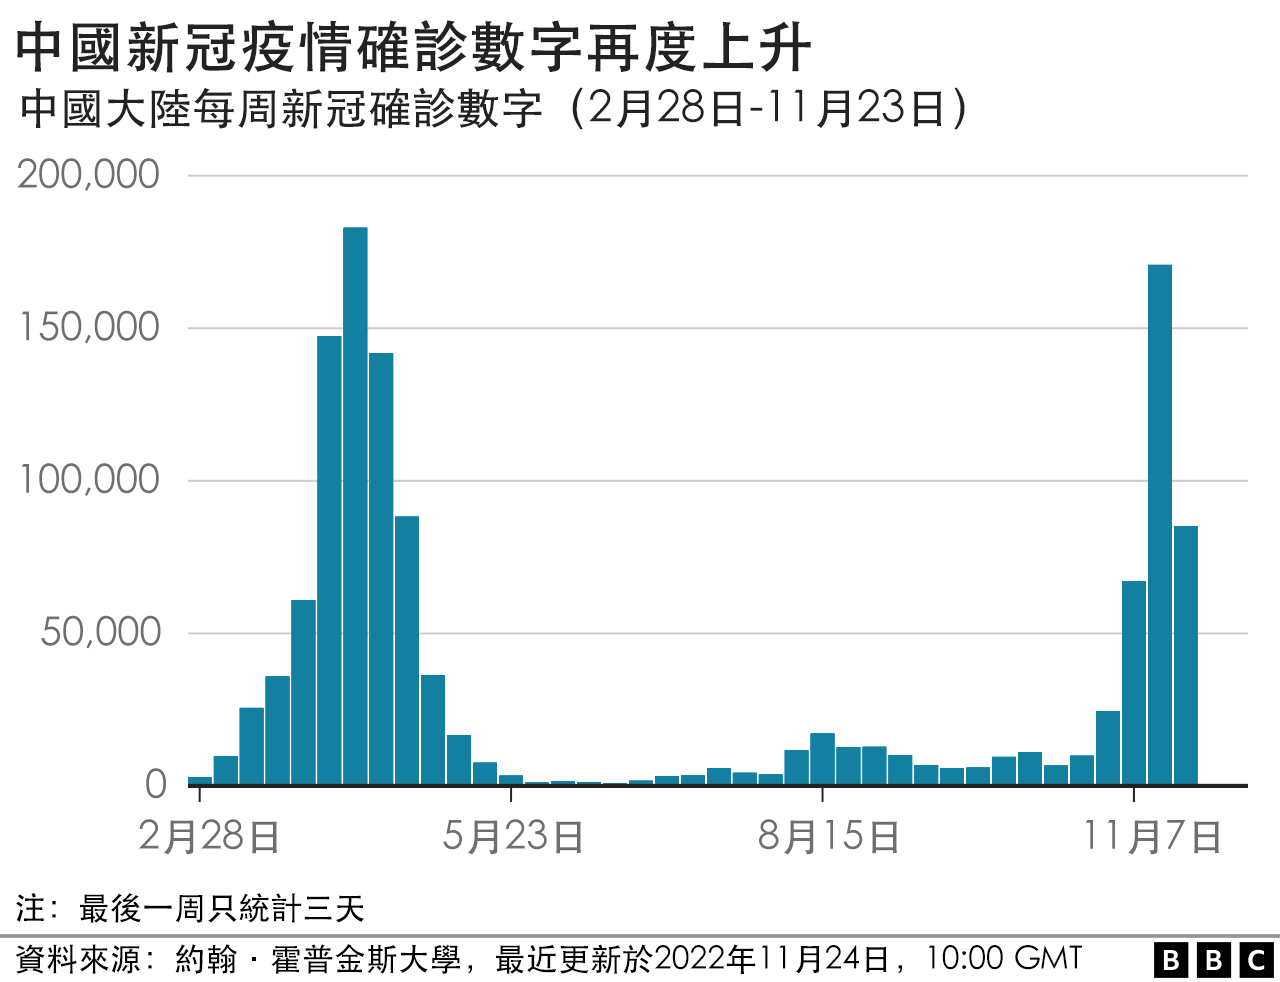 中國新冠疫情確診數字再度上升
中國大陸每周新冠確診數字（2月28日-11月23日）
200,000
150,000
100,000
50,000
0
2月28日 5月23日 8月15日 11月7日
注：最後一周只統計三天
資料來源：約翰·霍普金斯大學，最近更新於2022年11月24日，10:00 GMT
BBC